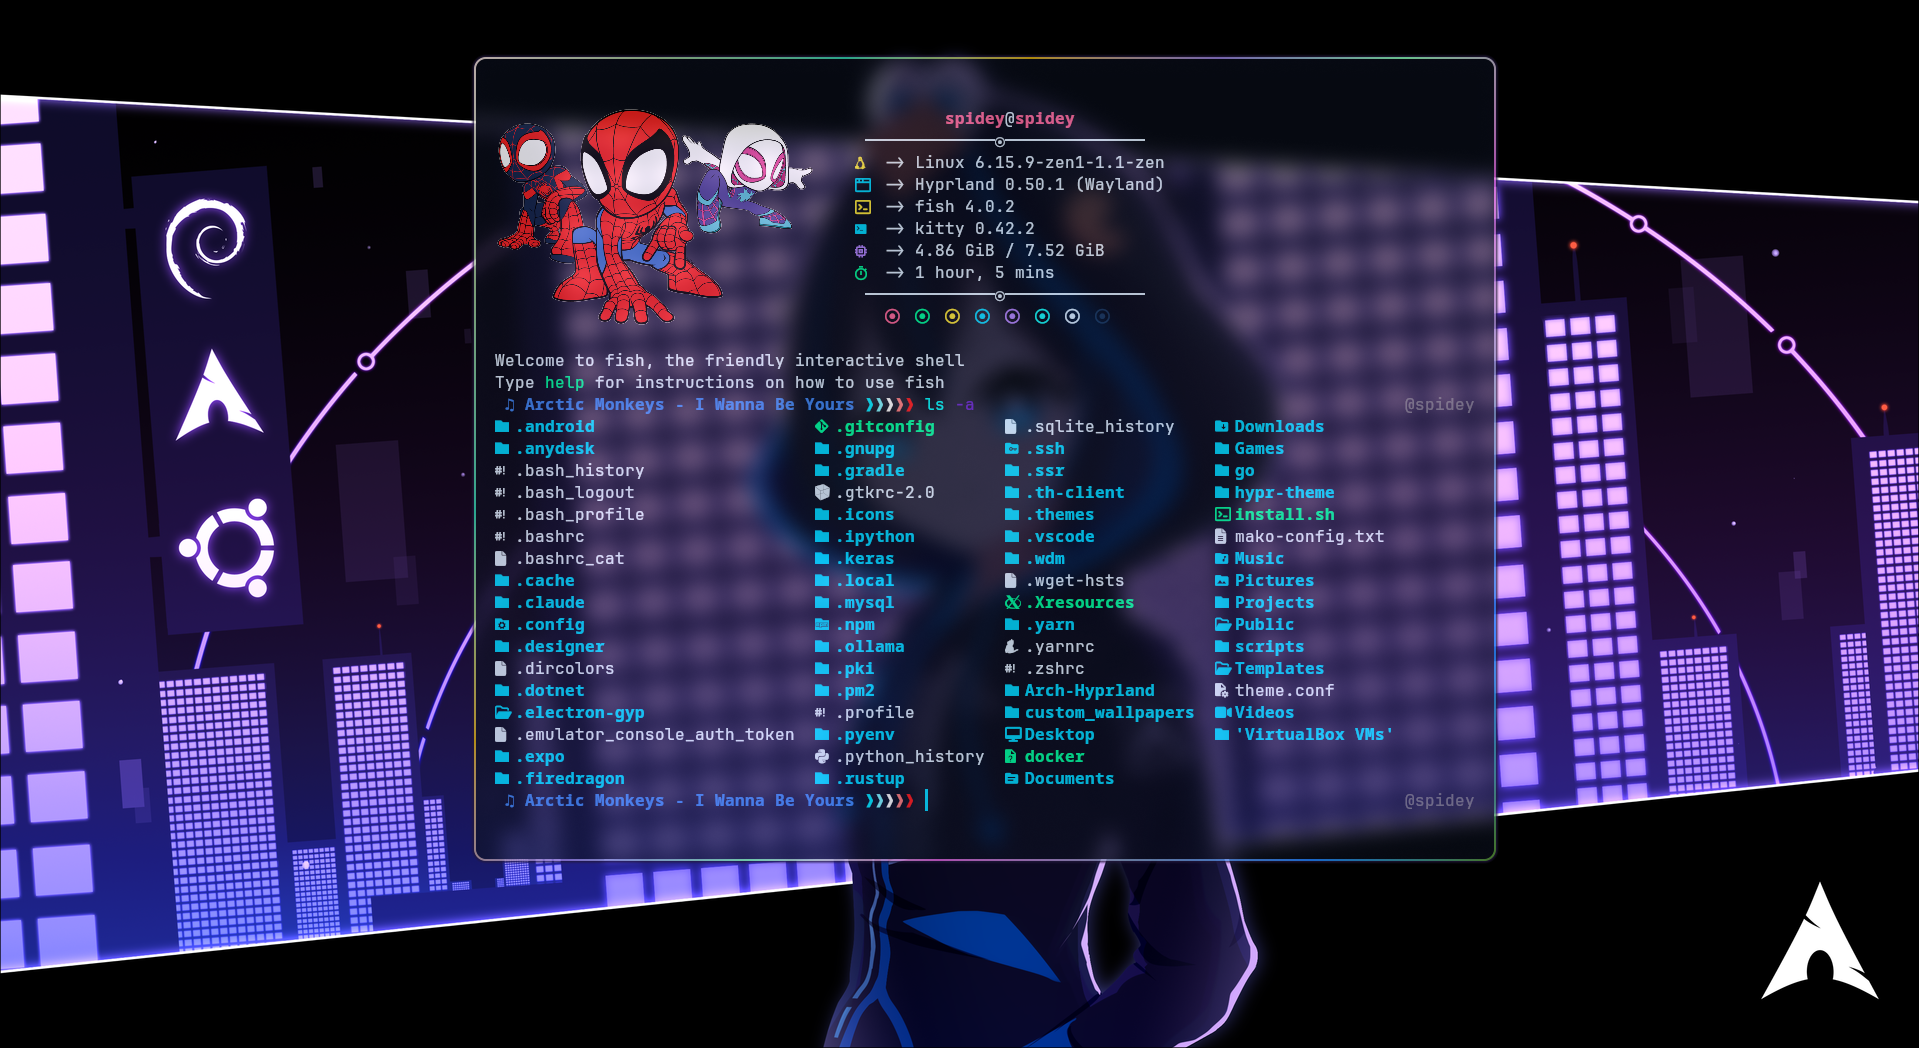 spidey@spidey
Linux 6.15.9-zen1-1.1-zen
Hyprland 0.50.1 (Wayland)
fish 4.0.2
kitty 0.42.2
4.86 GiB / 7.52 GiB
1 hour, 5 mins
Welcome to fish, the friendly interactive shell
Type help for instructions on how to use fish
♫ Arctic Monkeys - I Wanna Be Yours ❯❯❯❯❯ ls -a @spidey
.android .gitconfig .sqlite_history Downloads
.anydesk .gnupg .ssh Games
.bash_history .gradle .ssr go
.bash_logout .gtkrc-2.0 .th-client hypr-theme
.bash_profile .icons .themes install.sh
.bashrc .ipython .vscode mako-config.txt
.bashrc_cat .keras .wdm Music
.cache .local .wget-hsts Pictures
.claude .mysql .Xresources Projects
.config .npm .yarn Public
.designer .ollama .yarnrc scripts
.dircolors .pki .zshrc Templates
.dotnet .pm2 Arch-Hyprland theme.conf
.electron-gyp .profile custom_wallpapers Videos
.emulator_console_auth_token .pyenv Desktop 'VirtualBox VMs'
.expo .python_history docker
.firedragon .rustup Documents
♫ Arctic Monkeys - I Wanna Be Yours ❯❯❯❯❯ @spidey